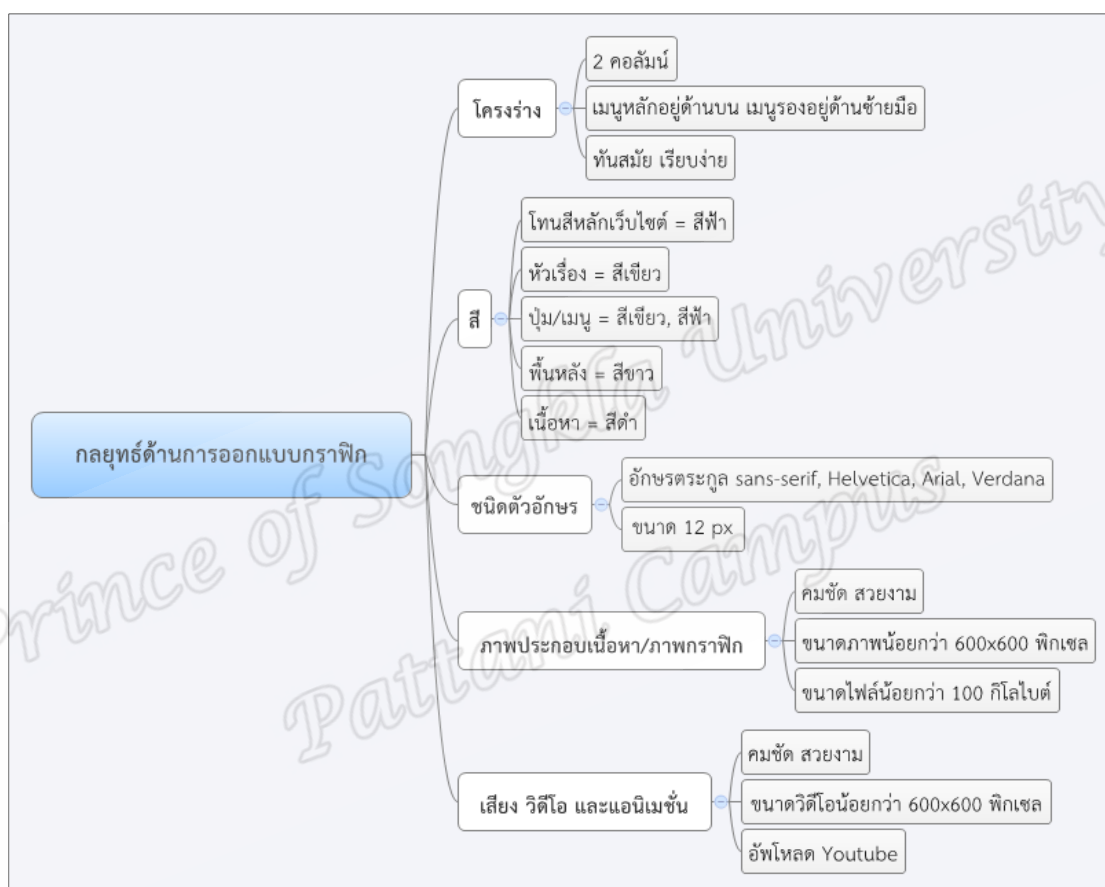 2 คอลัมน์
โครงร่าง
เมนูหลักอยู่ด้านบน เมนูรองอยู่ด้านซ้ายมือ
ทันสมัย เรียบง่าย
โทนสีหลักเว็บไซต์ = สีฟ้า
หัวเรื่อง = สีเขียว
สี
ปุ่ม/เมนู = สีเขียว, สีฟ้า
พื้นหลัง = สีขาว
เนื้อหา = สีดำ
กลยุทธ์ด้านการออกแบบกราฟิก
อักษรตระกูล sans-serif, Helvetica, Arial, Verdana
ชนิดตัวอักษร
ขนาด 12 px
คมชัด สวยงาม
ภาพประกอบเนื้อหา/ภาพกราฟิก
ขนาดภาพน้อยกว่า 600x600 พิกเซล
ขนาดไฟล์น้อยกว่า 100 กิโลไบต์
คมชัด สวยงาม
เสียง วิดีโอ และแอนิเมชั่น
ขนาดวิดีโอน้อยกว่า 600x600 พิกเซล
อัพโหลด Youtube
Prince of Songkla University
Pattani Campus